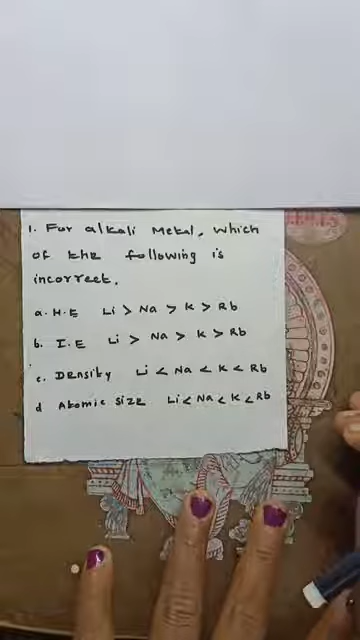 1. For alkali Metal, which
of the following is
incorrect.
a. H.E Li > Na > K > Rb
b. I.E Li > Na > K > Rb
c. Density Li < Na < K < Rb
d Atomic size Li < Na < K < Rb